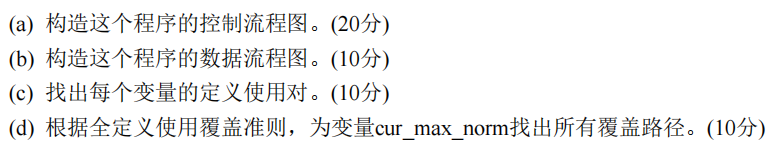 (a) 构造这个程序的控制流程图。(20分)
(b) 构造这个程序的数据流程图。(10分)
(c) 找出每个变量的定义使用对。(10分)
(d) 根据全定义使用覆盖准则，为变量cur_max_norm找出所有覆盖路径。(10分)